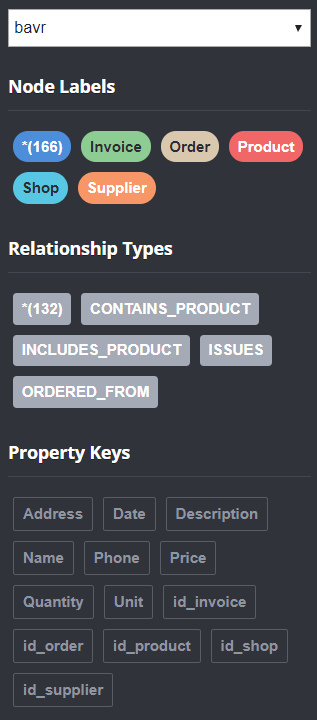 bavr
Node Labels
*(166) Invoice Order Product
Shop Supplier
Relationship Types
*(132) CONTAINS_PRODUCT
INCLUDES_PRODUCT ISSUES
ORDERED_FROM
Property Keys
Address Date Description
Name Phone Price
Quantity Unit id_invoice
id_order id_product id_shop
id_supplier